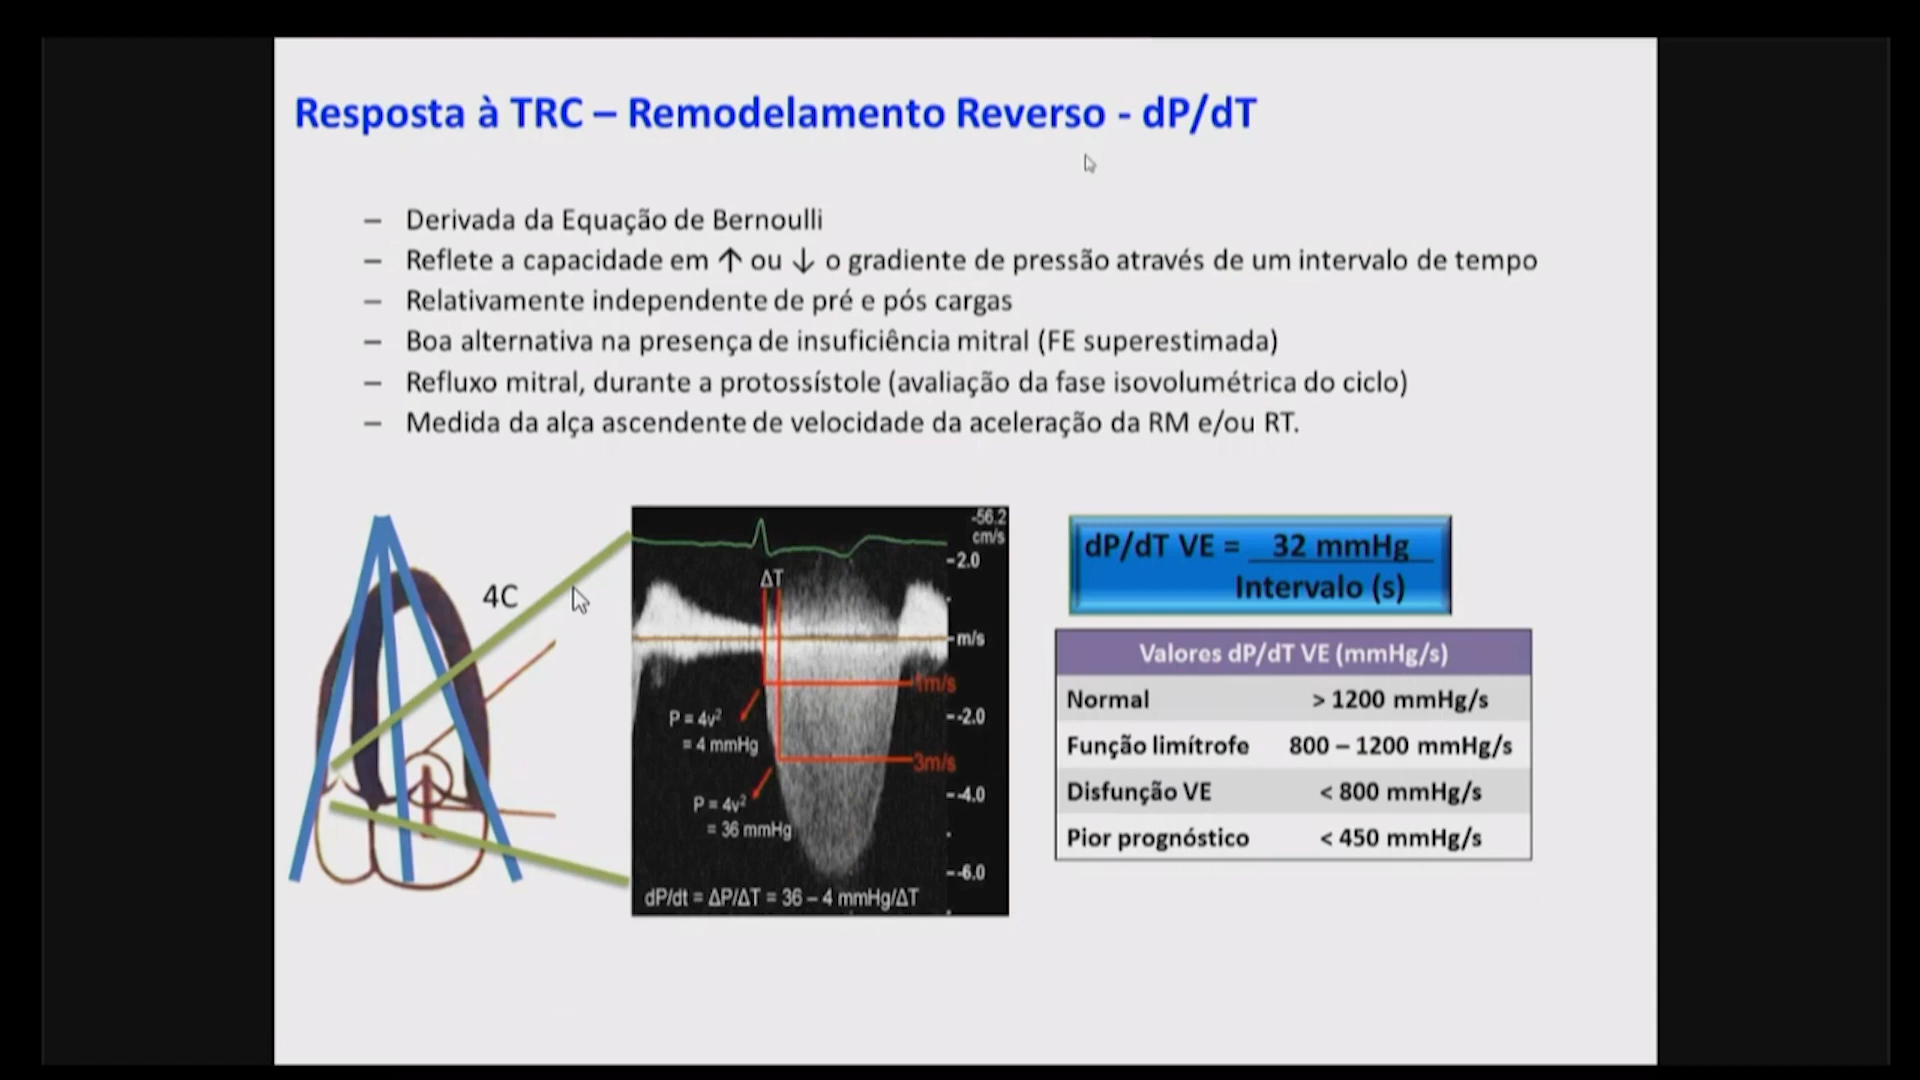 Resposta à TRC – Remodelamento Reverso - dP/dT
– Derivada da Equação de Bernoulli
– Reflete a capacidade em ↑ ou ↓ o gradiente de pressão através de um intervalo de tempo
– Relativamente independente de pré e pós cargas
– Boa alternativa na presença de insuficiência mitral (FE superestimada)
– Refluxo mitral, durante a protossístole (avaliação da fase isovolumétrica do ciclo)
– Medida da alça ascendente de velocidade da aceleração da RM e/ou RT.
4C
-56.2
cm/s
-2.0
ΔT
m/s
1m/s
P = 4v²
= 4 mmHg
-2.0
3m/s
-4.0
P = 4v²
= 36 mmHg
-6.0
dP/dt = ΔP/ΔT = 36 – 4 mmHg/ΔT
dP/dT VE = 32 mmHg
Intervalo (s)
Valores dP/dT VE (mmHg/s)
Normal > 1200 mmHg/s
Função limítrofe 800 – 1200 mmHg/s
Disfunção VE < 800 mmHg/s
Pior prognóstico < 450 mmHg/s